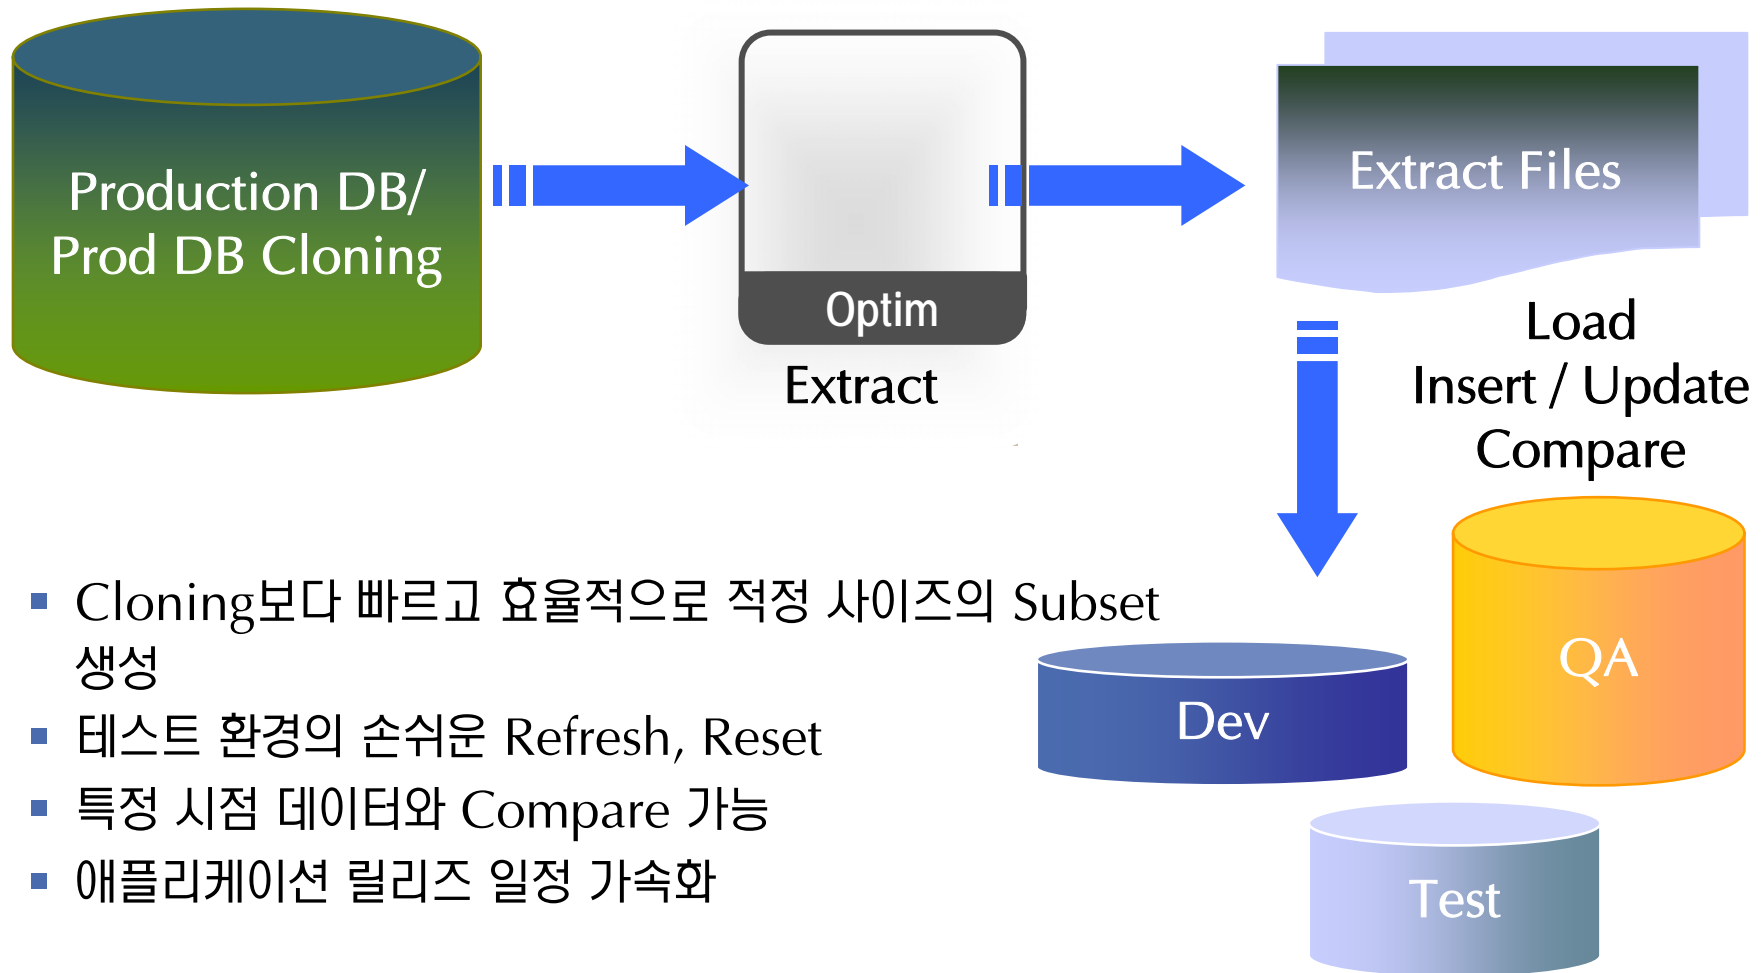 Production DB/
Prod DB Cloning
Optim
Extract
Extract Files
Load
Insert / Update
Compare
Cloning보다 빠르고 효율적으로 적정 사이즈의 Subset
생성
테스트 환경의 손쉬운 Refresh, Reset
특정 시점 데이터와 Compare 가능
애플리케이션 릴리즈 일정 가속화
Dev
QA
Test